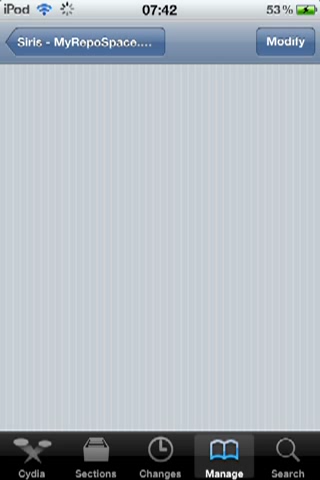 iPod 07:42 53%
Siris - MyRepoSpace.... Modify
Cydia Sections Changes Manage Search